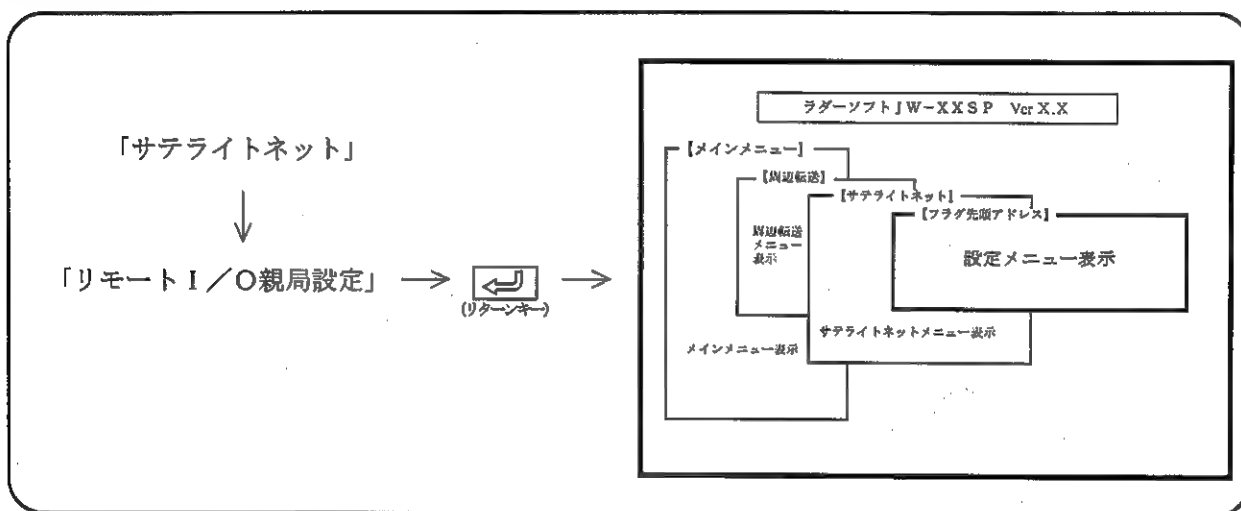 「サテライトネット」
「リモートI/O親局設定」
(リターンキー)
ラダーソフトJW-XXSP Ver X.X
【メインメニュー】
【周辺転送】
【サテライトネット】
【フラグ先頭アドレス】
周辺転送
メニュー
表示
設定メニュー表示
サテライトネットメニュー表示
メインメニュー表示